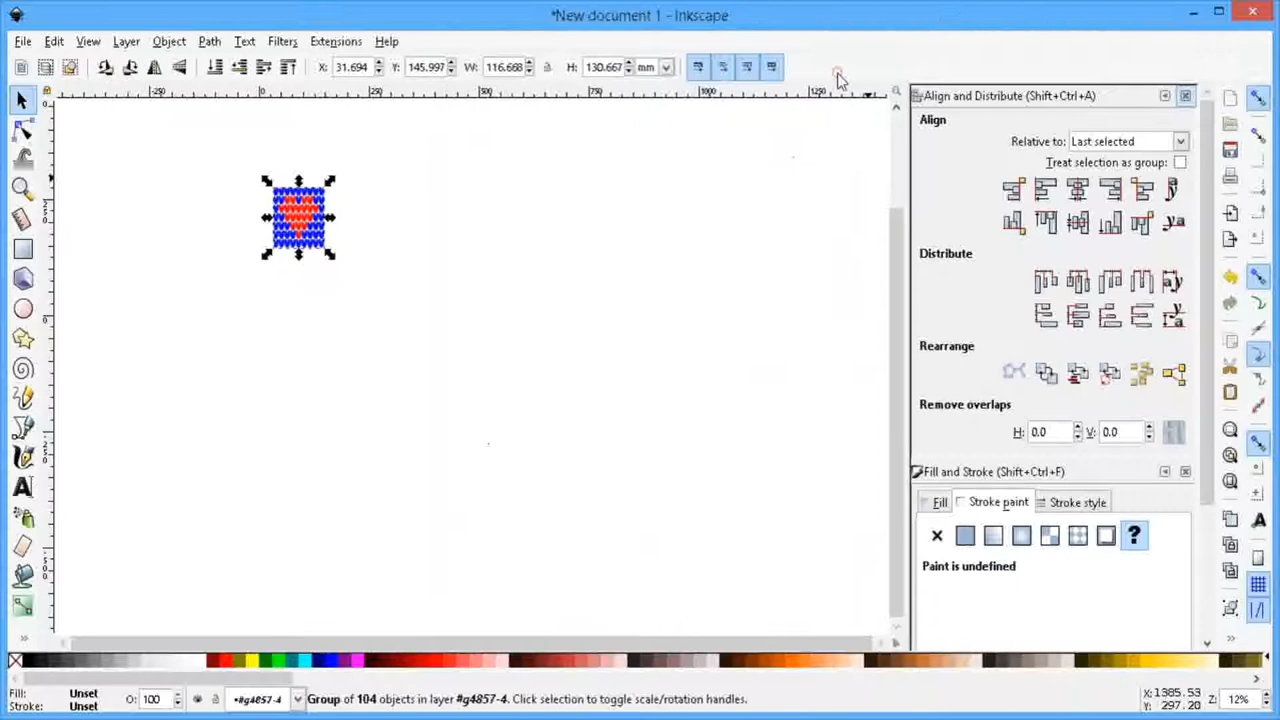 *New document 1 - Inkscape
File Edit View Layer Object Path Text Filters Extensions Help
X: 31.694 Y: 145.997 W: 116.668 H: 130.667 mm
Align and Distribute (Shift+Ctrl+A)
Align
Relative to: Last selected
Treat selection as group:
Distribute
Rearrange
Remove overlaps
H: 0.0 V: 0.0
Fill and Stroke (Shift+Ctrl+F)
Fill Stroke paint Stroke style
Paint is undefined
Fill: Unset
Stroke: Unset
O: 100
•#g4857-4
Group of 104 objects in layer #g4857-4. Click selection to toggle scale/rotation handles.
X: 1385.53
Y: 297.20
Z: 12%